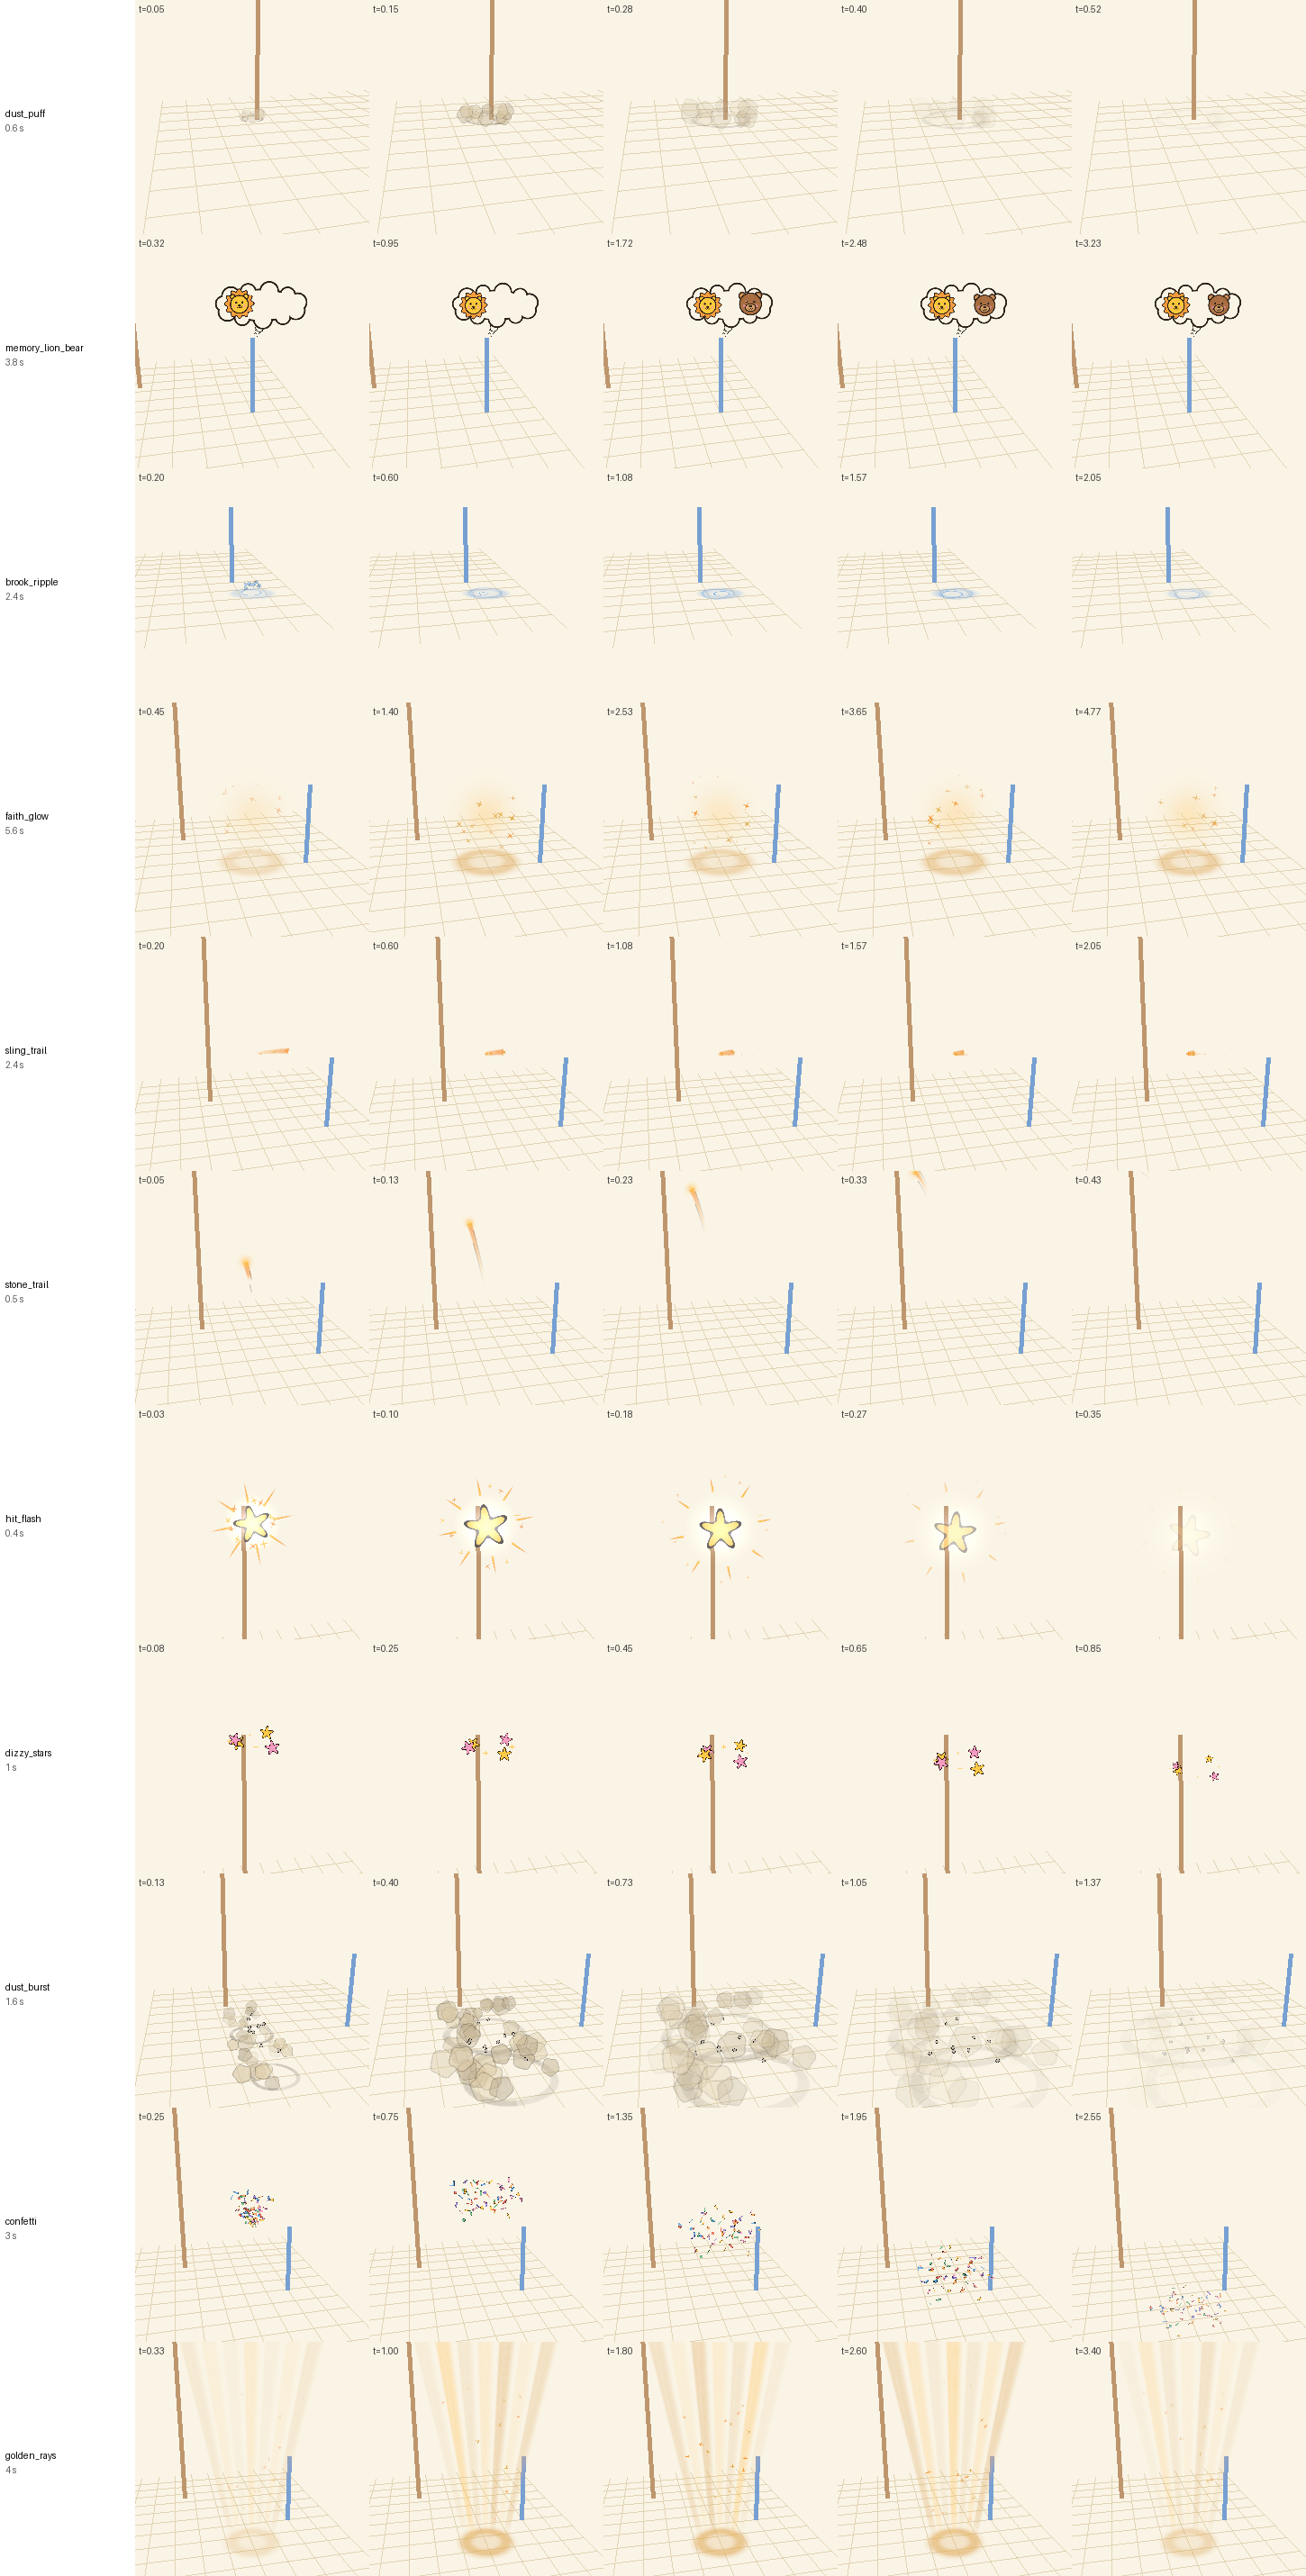 t=0.05 t=0.15 t=0.28 t=0.40 t=0.52
dust_puff
0.6 s
t=0.32 t=0.95 t=1.72 t=2.48 t=3.23
memory_lion_bear
3.8 s
t=0.20 t=0.60 t=1.08 t=1.57 t=2.05
brook_ripple
2.4 s
t=0.45 t=1.40 t=2.53 t=3.65 t=4.77
faith_glow
5.6 s
t=0.20 t=0.60 t=1.08 t=1.57 t=2.05
sling_trail
2.4 s
t=0.05 t=0.13 t=0.23 t=0.33 t=0.43
stone_trail
0.5 s
t=0.03 t=0.10 t=0.18 t=0.27 t=0.35
hit_flash
0.4 s
t=0.08 t=0.25 t=0.45 t=0.65 t=0.85
dizzy_stars
1 s
t=0.13 t=0.40 t=0.73 t=1.05 t=1.37
dust_burst
1.6 s
t=0.25 t=0.75 t=1.35 t=1.95 t=2.55
confetti
3 s
t=0.33 t=1.00 t=1.80 t=2.60 t=3.40
golden_rays
4 s